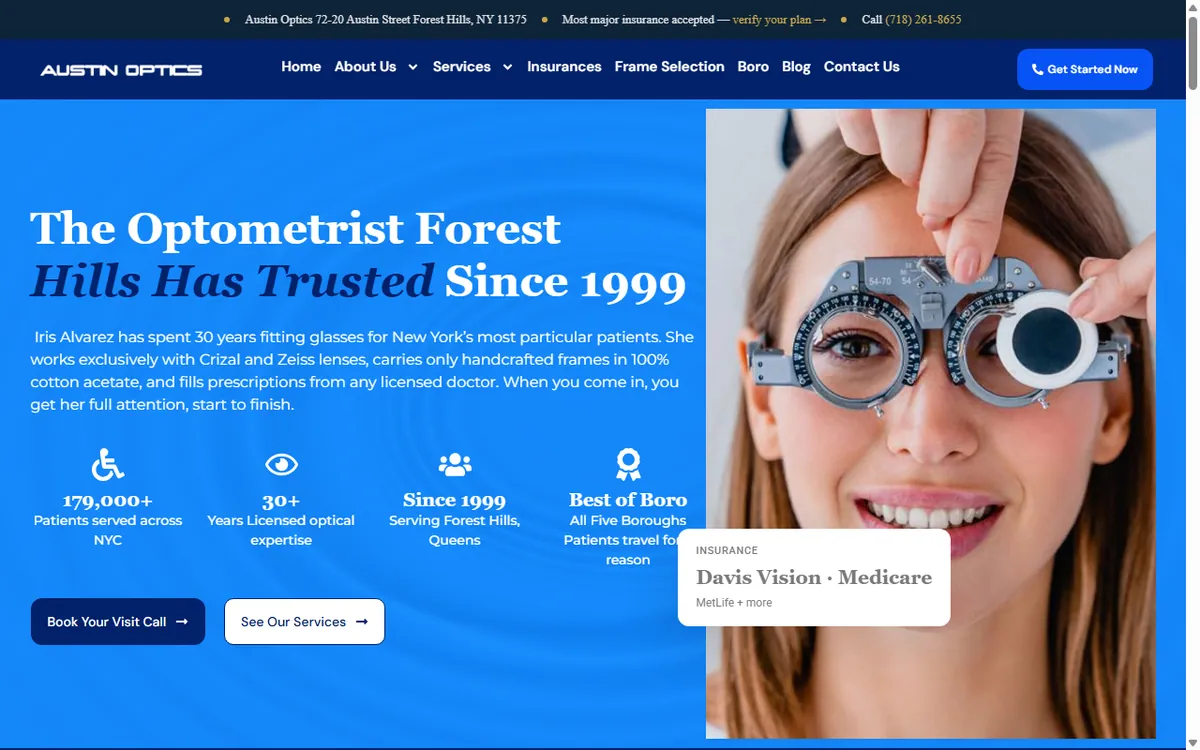 Austin Optics 72-20 Austin Street Forest Hills, NY 11375 Most major insurance accepted — verify your plan → Call (718) 261-8655
AUSTIN OPTICS Home About Us Services Insurances Frame Selection Boro Blog Contact Us Get Started Now
The Optometrist Forest
Hills Has Trusted Since 1999
Iris Alvarez has spent 30 years fitting glasses for New York's most particular patients. She
works exclusively with Crizal and Zeiss lenses, carries only handcrafted frames in 100%
cotton acetate, and fills prescriptions from any licensed doctor. When you come in, you
get her full attention, start to finish.
179,000+
Patients served across
NYC
30+
Years Licensed optical
expertise
Since 1999
Serving Forest Hills,
Queens
Best of Boro
All Five Boroughs
Patients travel for
reason
INSURANCE
Davis Vision · Medicare
MetLife + more
Book Your Visit Call →
See Our Services →